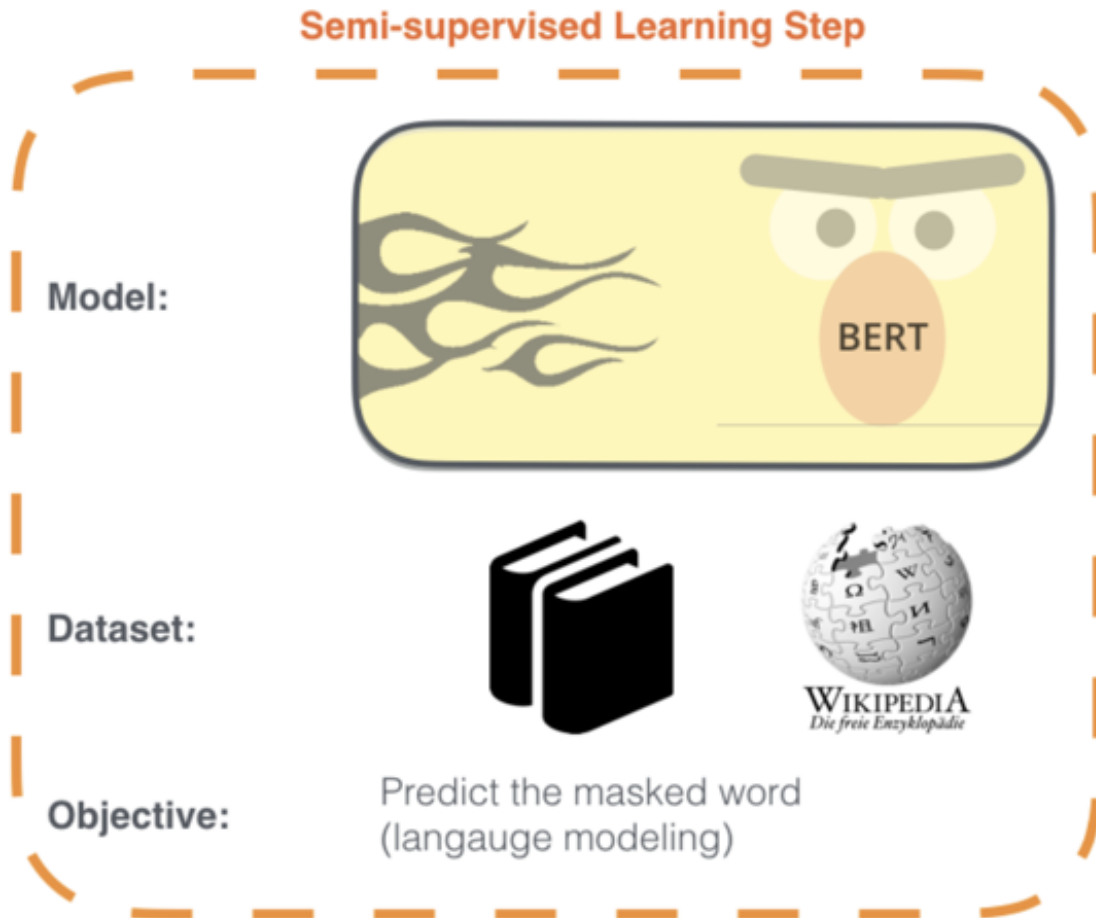 Semi-supervised Learning Step
Model:
BERT
Dataset:
WIKIPEDIA
Die freie Enzyklopädie
Objective:
Predict the masked word
(langauge modeling)